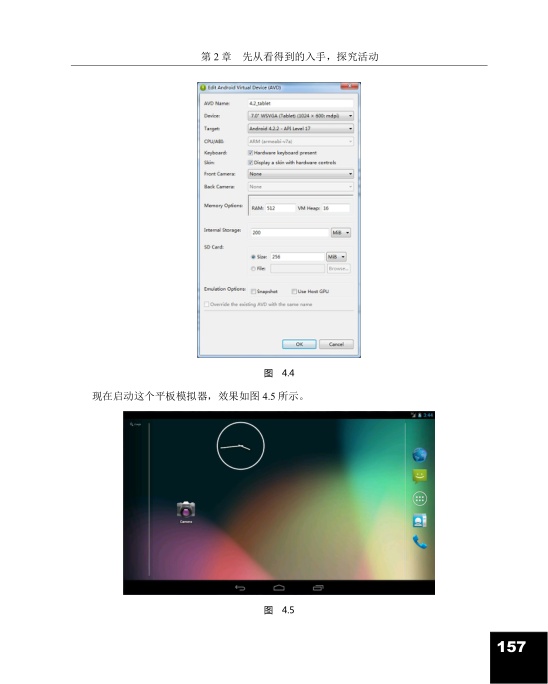 第 2 章 先从看得到的入手，探究活动
Edit Android Virtual Device (AVD)
AVD Name: 4.2_tablet
Device: 7.0" WSVGA (Tablet) (1024 × 600: mdpi)
Target: Android 4.2.2 - API Level 17
CPU/ABI: ARM (armeabi-v7a)
Keyboard: Hardware keyboard present
Skin: Display a skin with hardware controls
Front Camera: None
Back Camera: None
Memory Options: RAM: 512 VM Heap: 16
Internal Storage: 200 MiB
SD Card:
Size: 256 MiB
File: Browse...
Emulation Options: Snapshot Use Host GPU
Override the existing AVD with the same name
OK Cancel
图 4.4
现在启动这个平板模拟器，效果如图 4.5 所示。
Camera
图 4.5
157